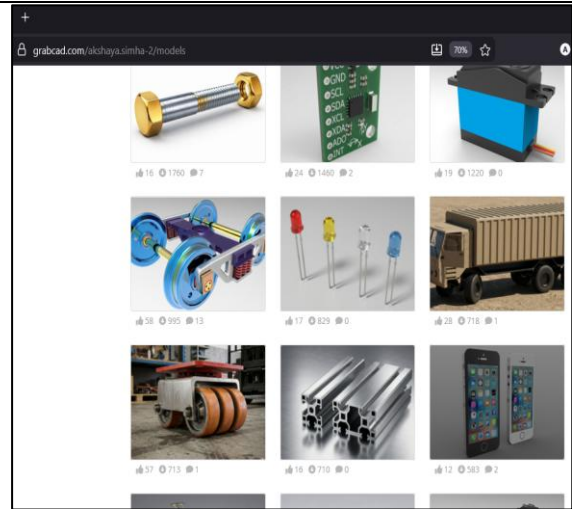 +
grabcad.com/akshaya.simha-2/models
70%
A
GND
SCL
SDA
XCL
XDA
ADO
INT
16 1760 7
24 1460 2
19 1220 0
58 995 13
17 829 0
28 718 1
57 713 1
16 710 0
12 583 2